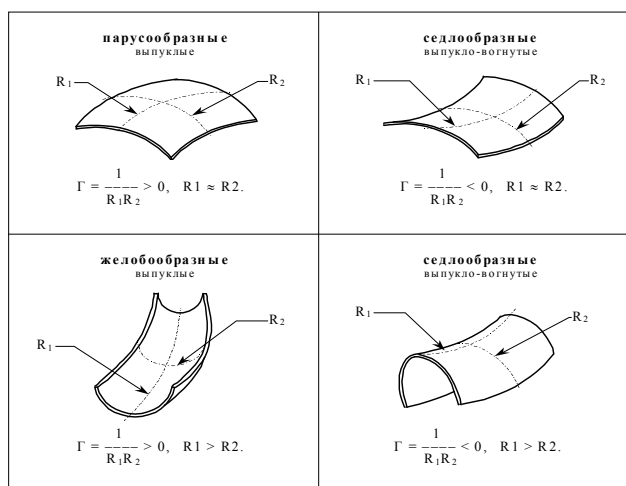 парусообразные
выпуклые
R₁
R₂
Γ = 1/R₁R₂ > 0, R1 ≈ R2.
седлообразные
выпукло-вогнутые
R₁
R₂
Γ = 1/R₁R₂ < 0, R1 ≈ R2.
желобообразные
выпуклые
R₁
R₂
Γ = 1/R₁R₂ > 0, R1 > R2.
седлообразные
выпукло-вогнутые
R₁
R₂
Γ = 1/R₁R₂ < 0, R1 > R2.